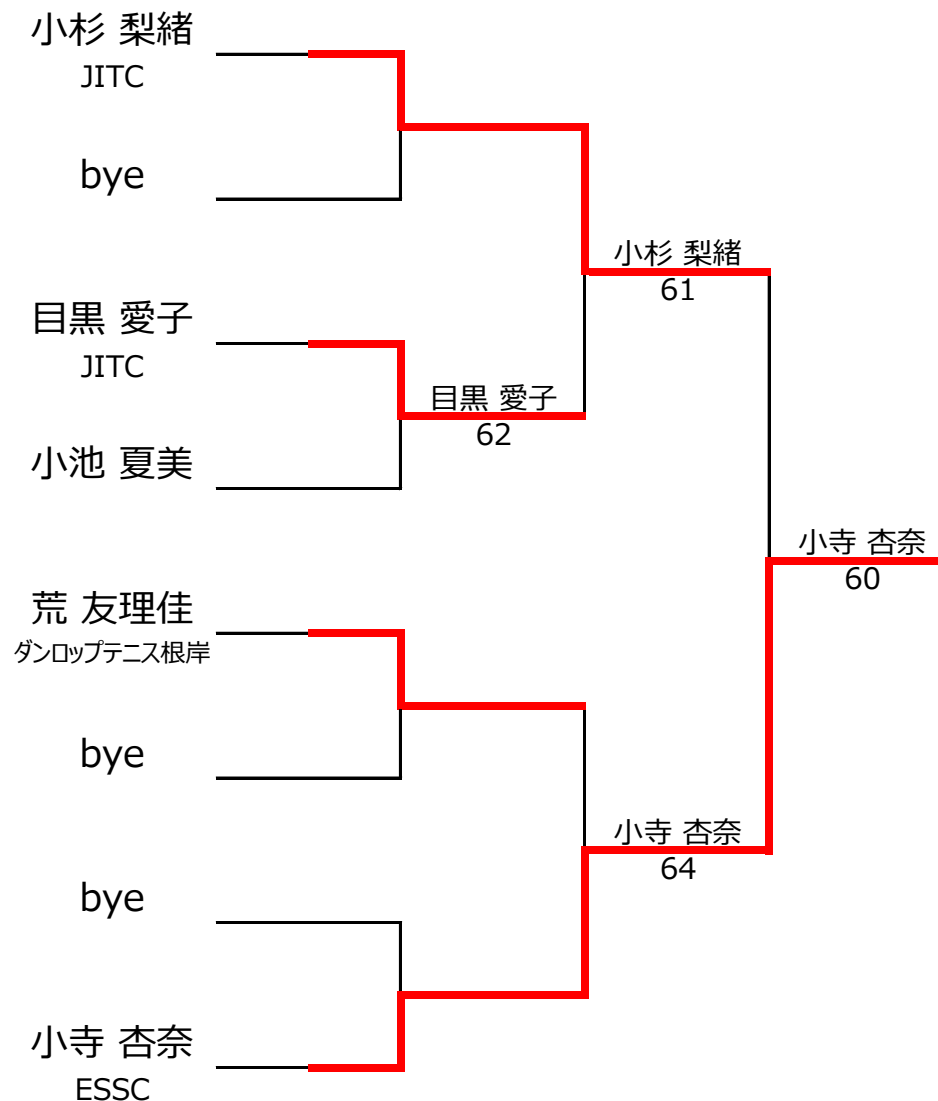 小杉 梨緒
JITC
bye
小杉 梨緒
61
目黒 愛子
JITC
目黒 愛子
62
小池 夏美
小寺 杏奈
60
荒 友理佳
ダンロップテニス根岸
bye
小寺 杏奈
64
bye
小寺 杏奈
ESSC